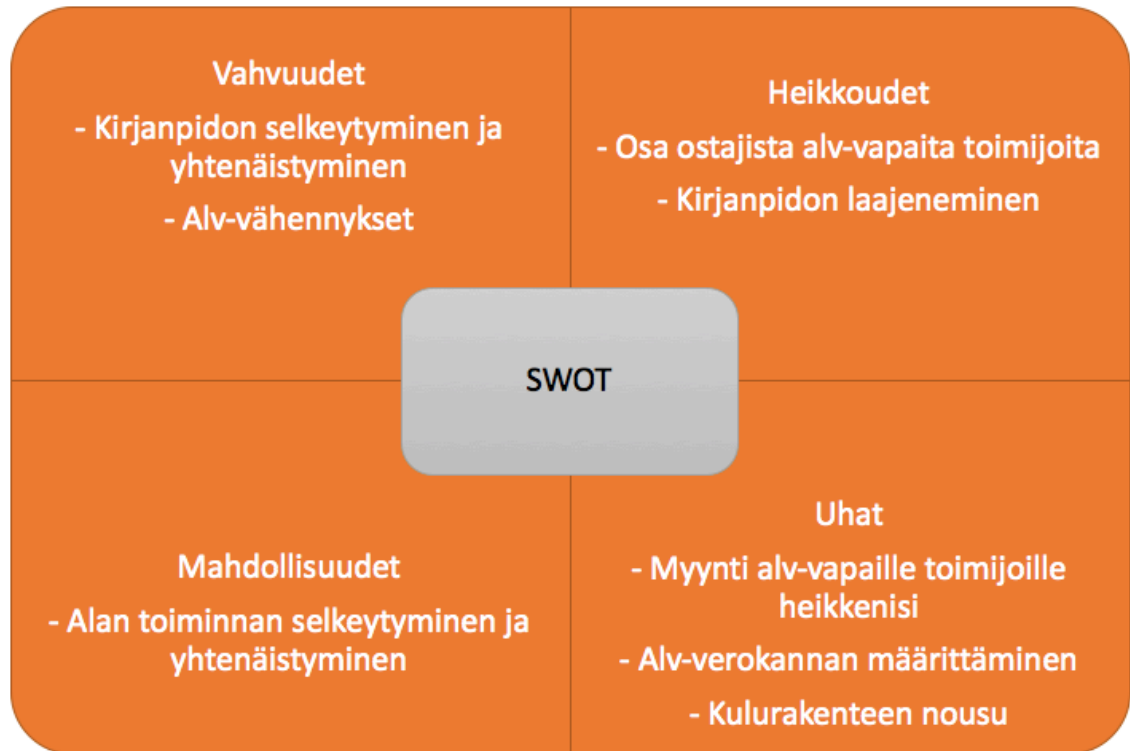 Vahvuudet
- Kirjanpidon selkeytyminen ja
yhtenäistyminen
- Alv-vähennykset
Heikkoudet
- Osa ostajista alv-vapaita toimijoita
- Kirjanpidon laajeneminen
SWOT
Mahdollisuudet
- Alan toiminnan selkeytyminen ja
yhtenäistyminen
Uhat
- Myynti alv-vapaille toimijoille
heikkenisi
- Alv-verokannan määrittäminen
- Kulurakenteen nousu